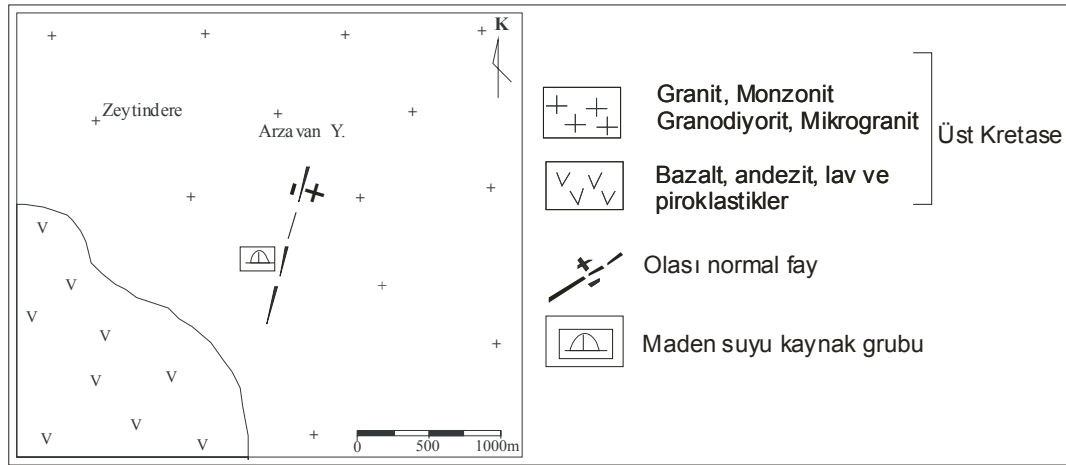 K
Zeytindere
Arzavan Y.
V
V
V
V
V
V
V
V
V
0 500 1000m
Granit, Monzonit
Granodiyorit, Mikrogranit
Üst Kretase
Bazalt, andezit, lav ve
piroklastikler
Olası normal fay
Maden suyu kaynak grubu